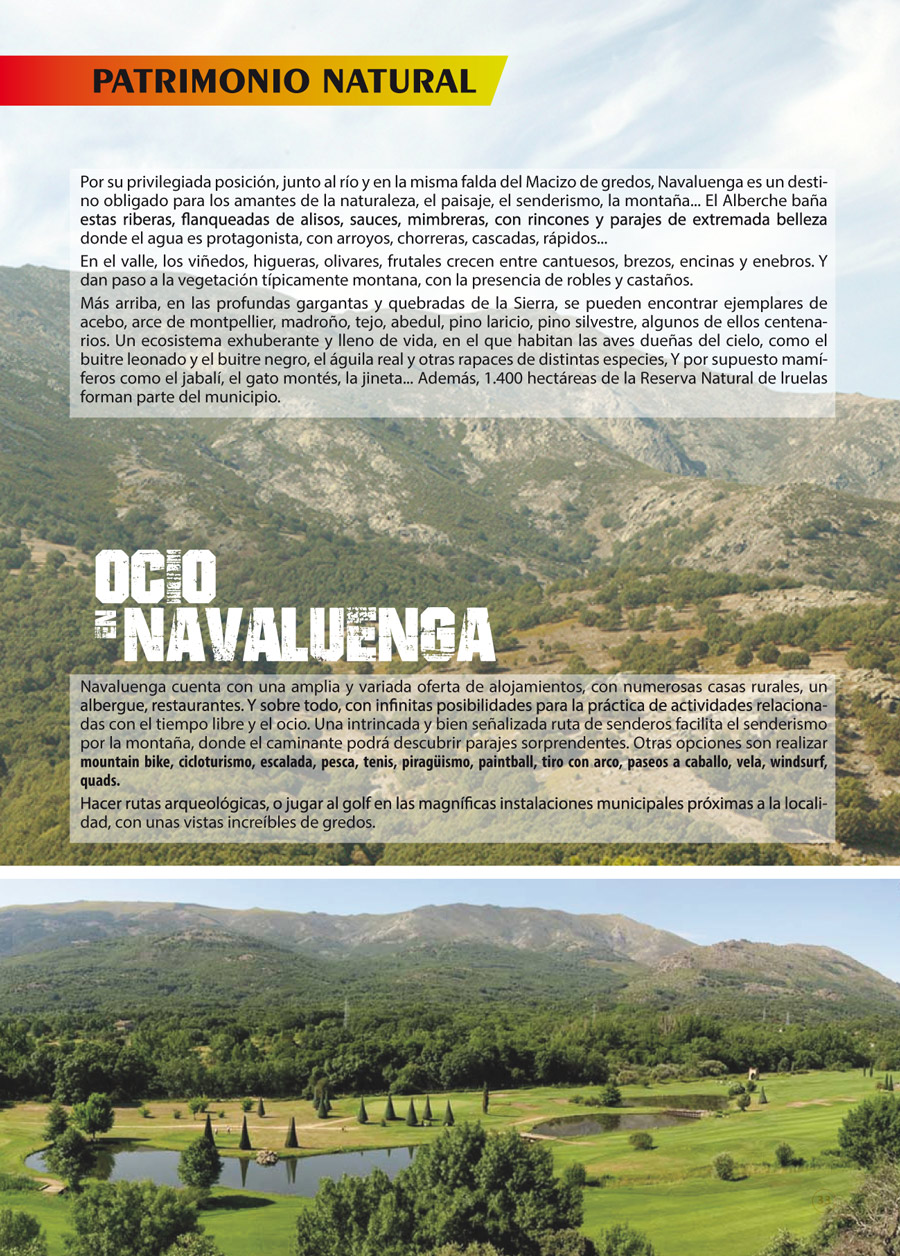 PATRIMONIO NATURAL
Por su privilegiada posición, junto al río y en la misma falda del Macizo de gredos, Navaluenga es un desti-
no obligado para los amantes de la naturaleza, el paisaje, el senderismo, la montaña... El Alberche baña
estas riberas, flanqueadas de alisos, sauces, mimbreras, con rincones y parajes de extremada belleza
donde el agua es protagonista, con arroyos, chorreras, cascadas, rápidos...
En el valle, los viñedos, higueras, olivares, frutales crecen entre cantuesos, brezos, encinas y enebros. Y
dan paso a la vegetación típicamente montana, con la presencia de robles y castaños.
Más arriba, en las profundas gargantas y quebradas de la Sierra, se pueden encontrar ejemplares de
acebo, arce de montpellier, madroño, tejo, abedul, pino laricio, pino silvestre, algunos de ellos centena-
rios. Un ecosistema exhuberante y lleno de vida, en el que habitan las aves dueñas del cielo, como el
buitre leonado y el buitre negro, el águila real y otras rapaces de distintas especies, Y por supuesto mamí-
feros como el jabalí, el gato montés, la jineta... Además, 1.400 hectáreas de la Reserva Natural de Iruelas
forman parte del municipio.
OCIO
EN NAVALUENGA
Navaluenga cuenta con una amplia y variada oferta de alojamientos, con numerosas casas rurales, un
albergue, restaurantes. Y sobre todo, con infinitas posibilidades para la práctica de actividades relaciona-
das con el tiempo libre y el ocio. Una intrincada y bien señalizada ruta de senderos facilita el senderismo
por la montaña, donde el caminante podrá descubrir parajes sorprendentes. Otras opciones son realizar
mountain bike, cicloturismo, escalada, pesca, tenis, piragüismo, paintball, tiro con arco, paseos a caballo, vela, windsurf,
quads.
Hacer rutas arqueológicas, o jugar al golf en las magníficas instalaciones municipales próximas a la locali-
dad, con unas vistas increíbles de gredos.